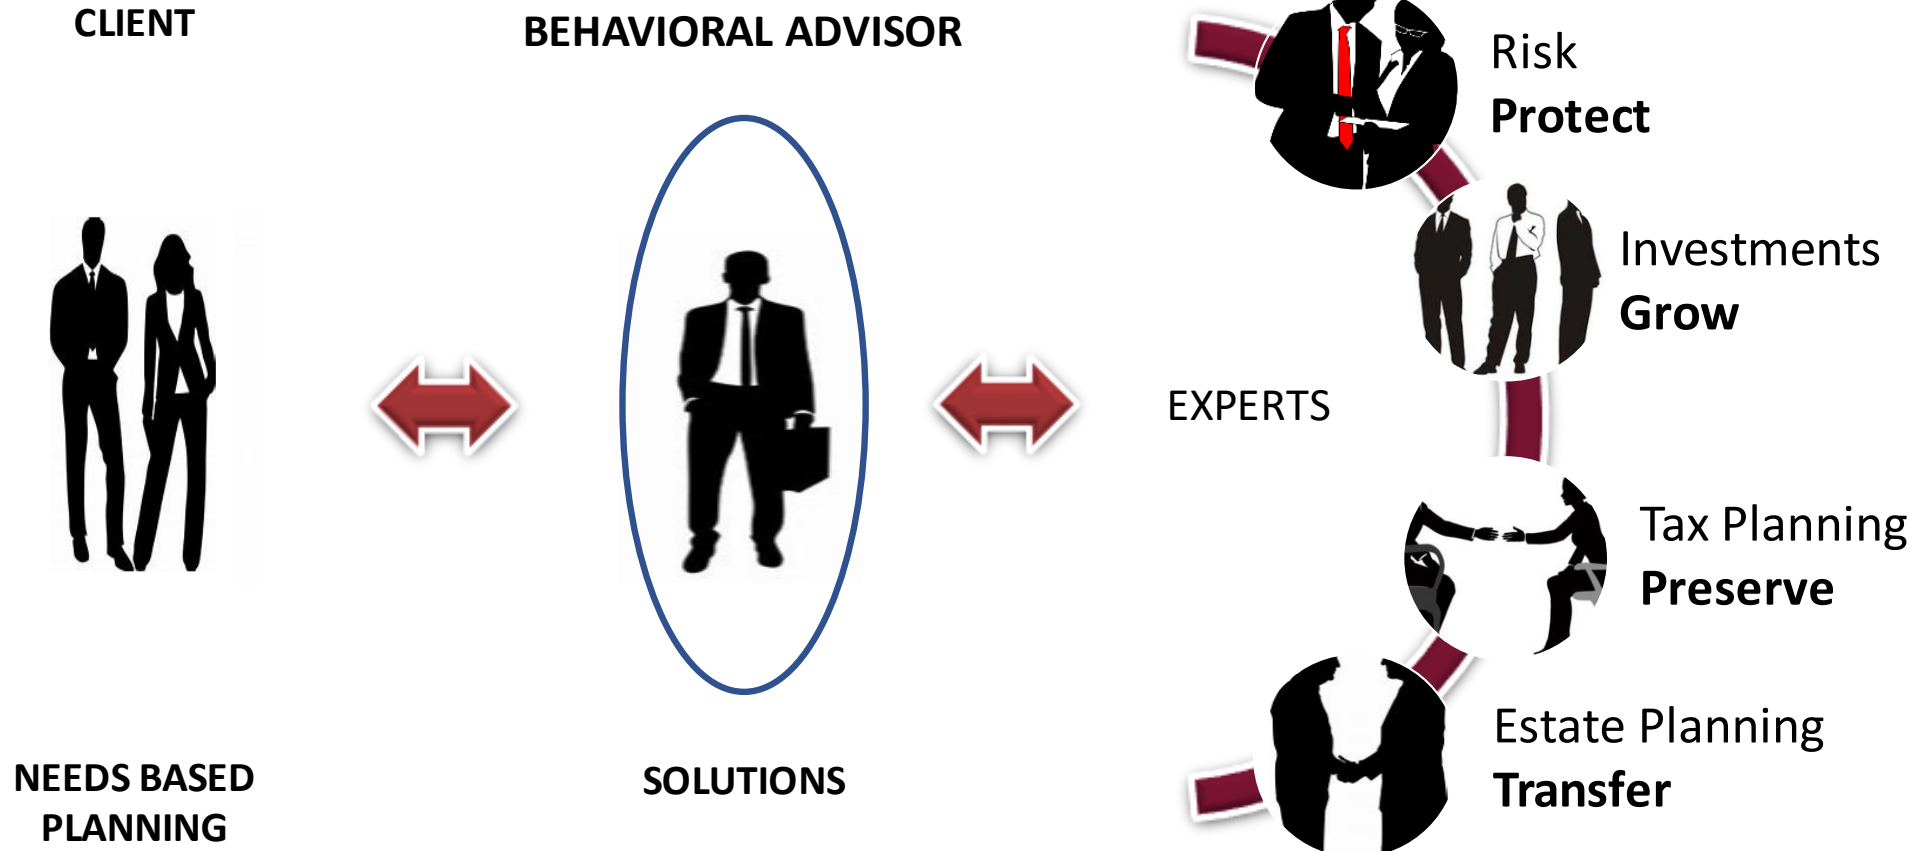 CLIENT
BEHAVIORAL ADVISOR
Risk
Protect
Investments
Grow
EXPERTS
Tax Planning
Preserve
Estate Planning
Transfer
NEEDS BASED
PLANNING
SOLUTIONS